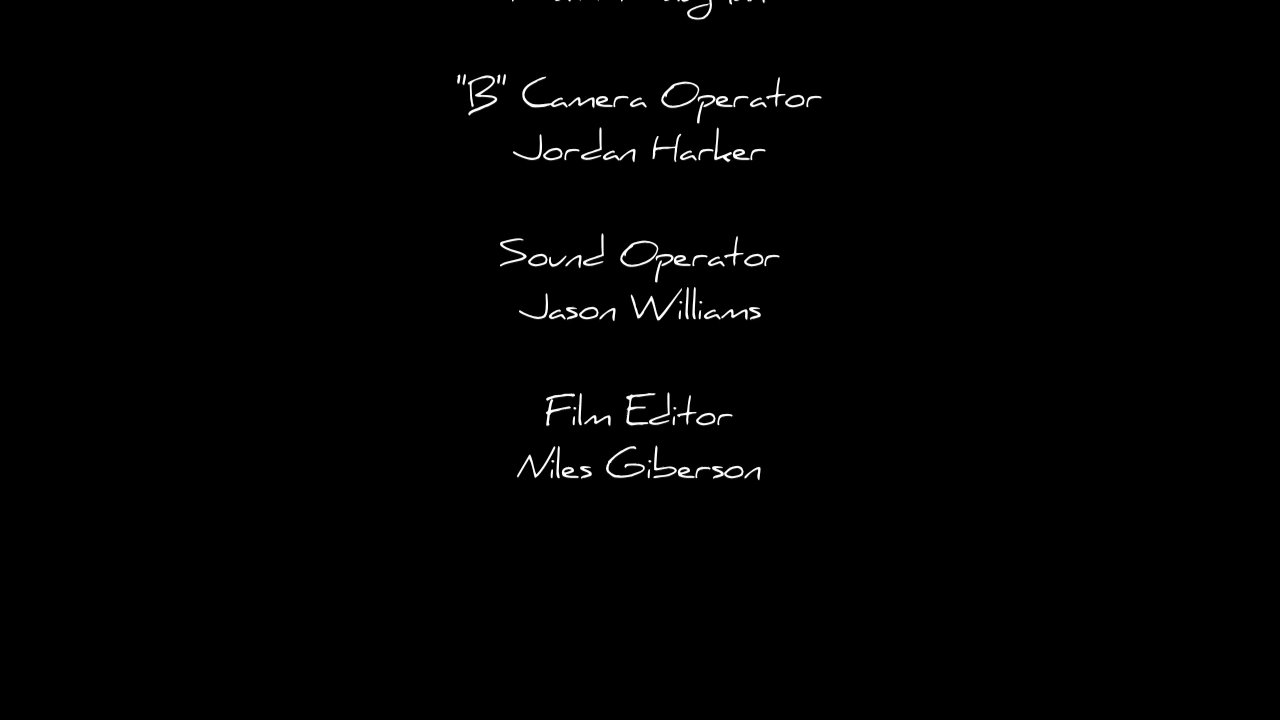 "B" Camera Operator
Jordan Harker
Sound Operator
Jason Williams
Film Editor
Niles Giberson